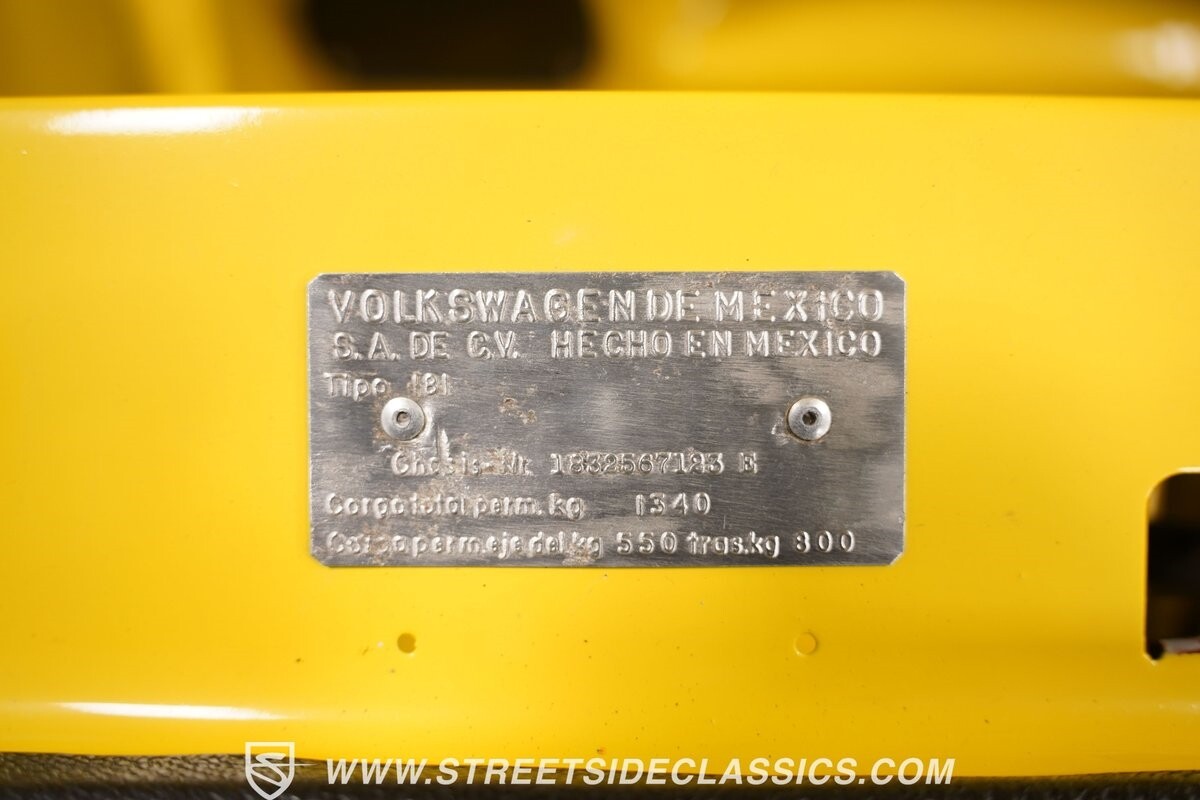 VOLKSWAGEN DE MEXICO
S.A. DE C.V. HECHO EN MEXICO
Tipo 181
Chasis-Nr. 1832567123 E
Carga total perm. kg 1340
Carga perm. eje del. kg 550 tras. kg 800
S WWW.STREETSIDECLASSICS.COM